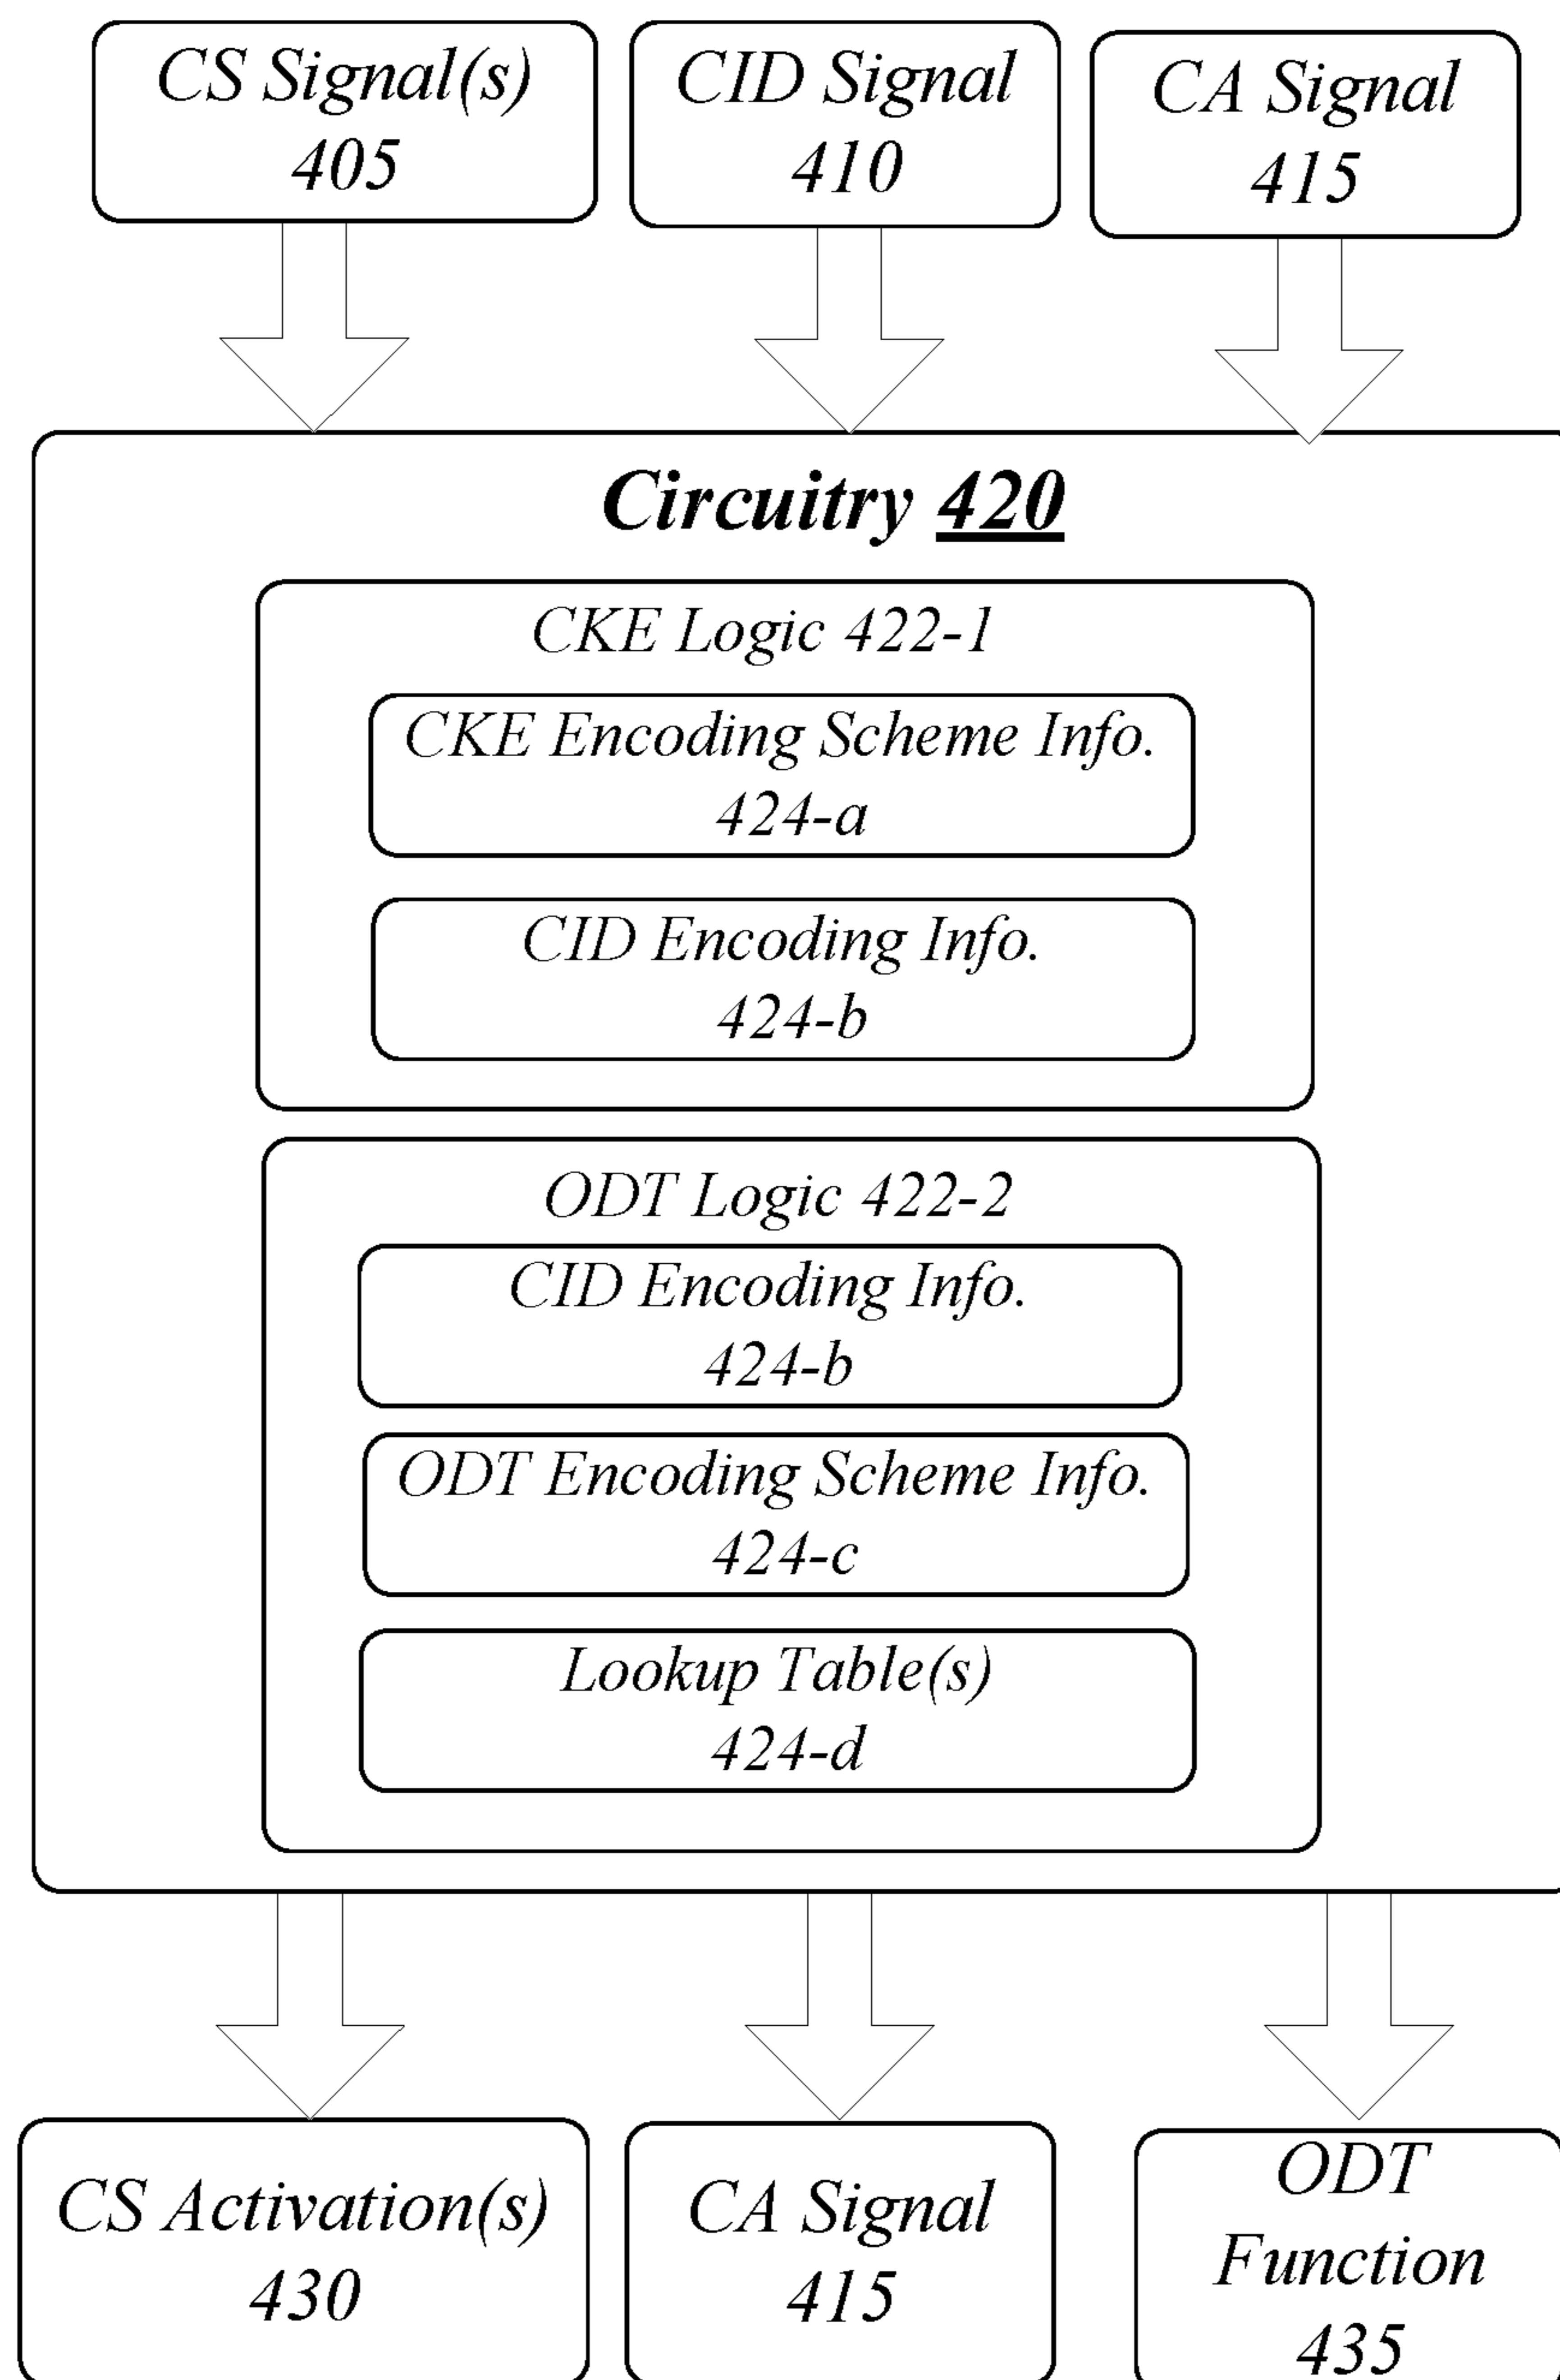 CS Signal(s)
405
CID Signal
410
CA Signal
415
Circuitry 420
CKE Logic 422-1
CKE Encoding Scheme Info.
424-a
CID Encoding Info.
424-b
ODT Logic 422-2
CID Encoding Info.
424-b
ODT Encoding Scheme Info.
424-c
Lookup Table(s)
424-d
CS Activation(s)
430
CA Signal
415
ODT
Function
435